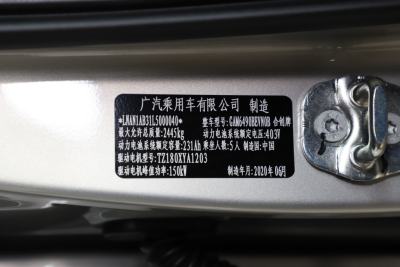 广汽乘用车有限公司 制造
*LNAN1AB31L5000040* 整车型号:GAM6490BEVN0B 合创牌
最大允许总质量:2445kg 动力电池系统额定电压:403V
动力电池系统额定容量:231Ah 乘坐人数:5人 制造国:中国
驱动电机型号:TZ180XYA1203
驱动电机峰值功率:150kW 制造年月:2020年06月